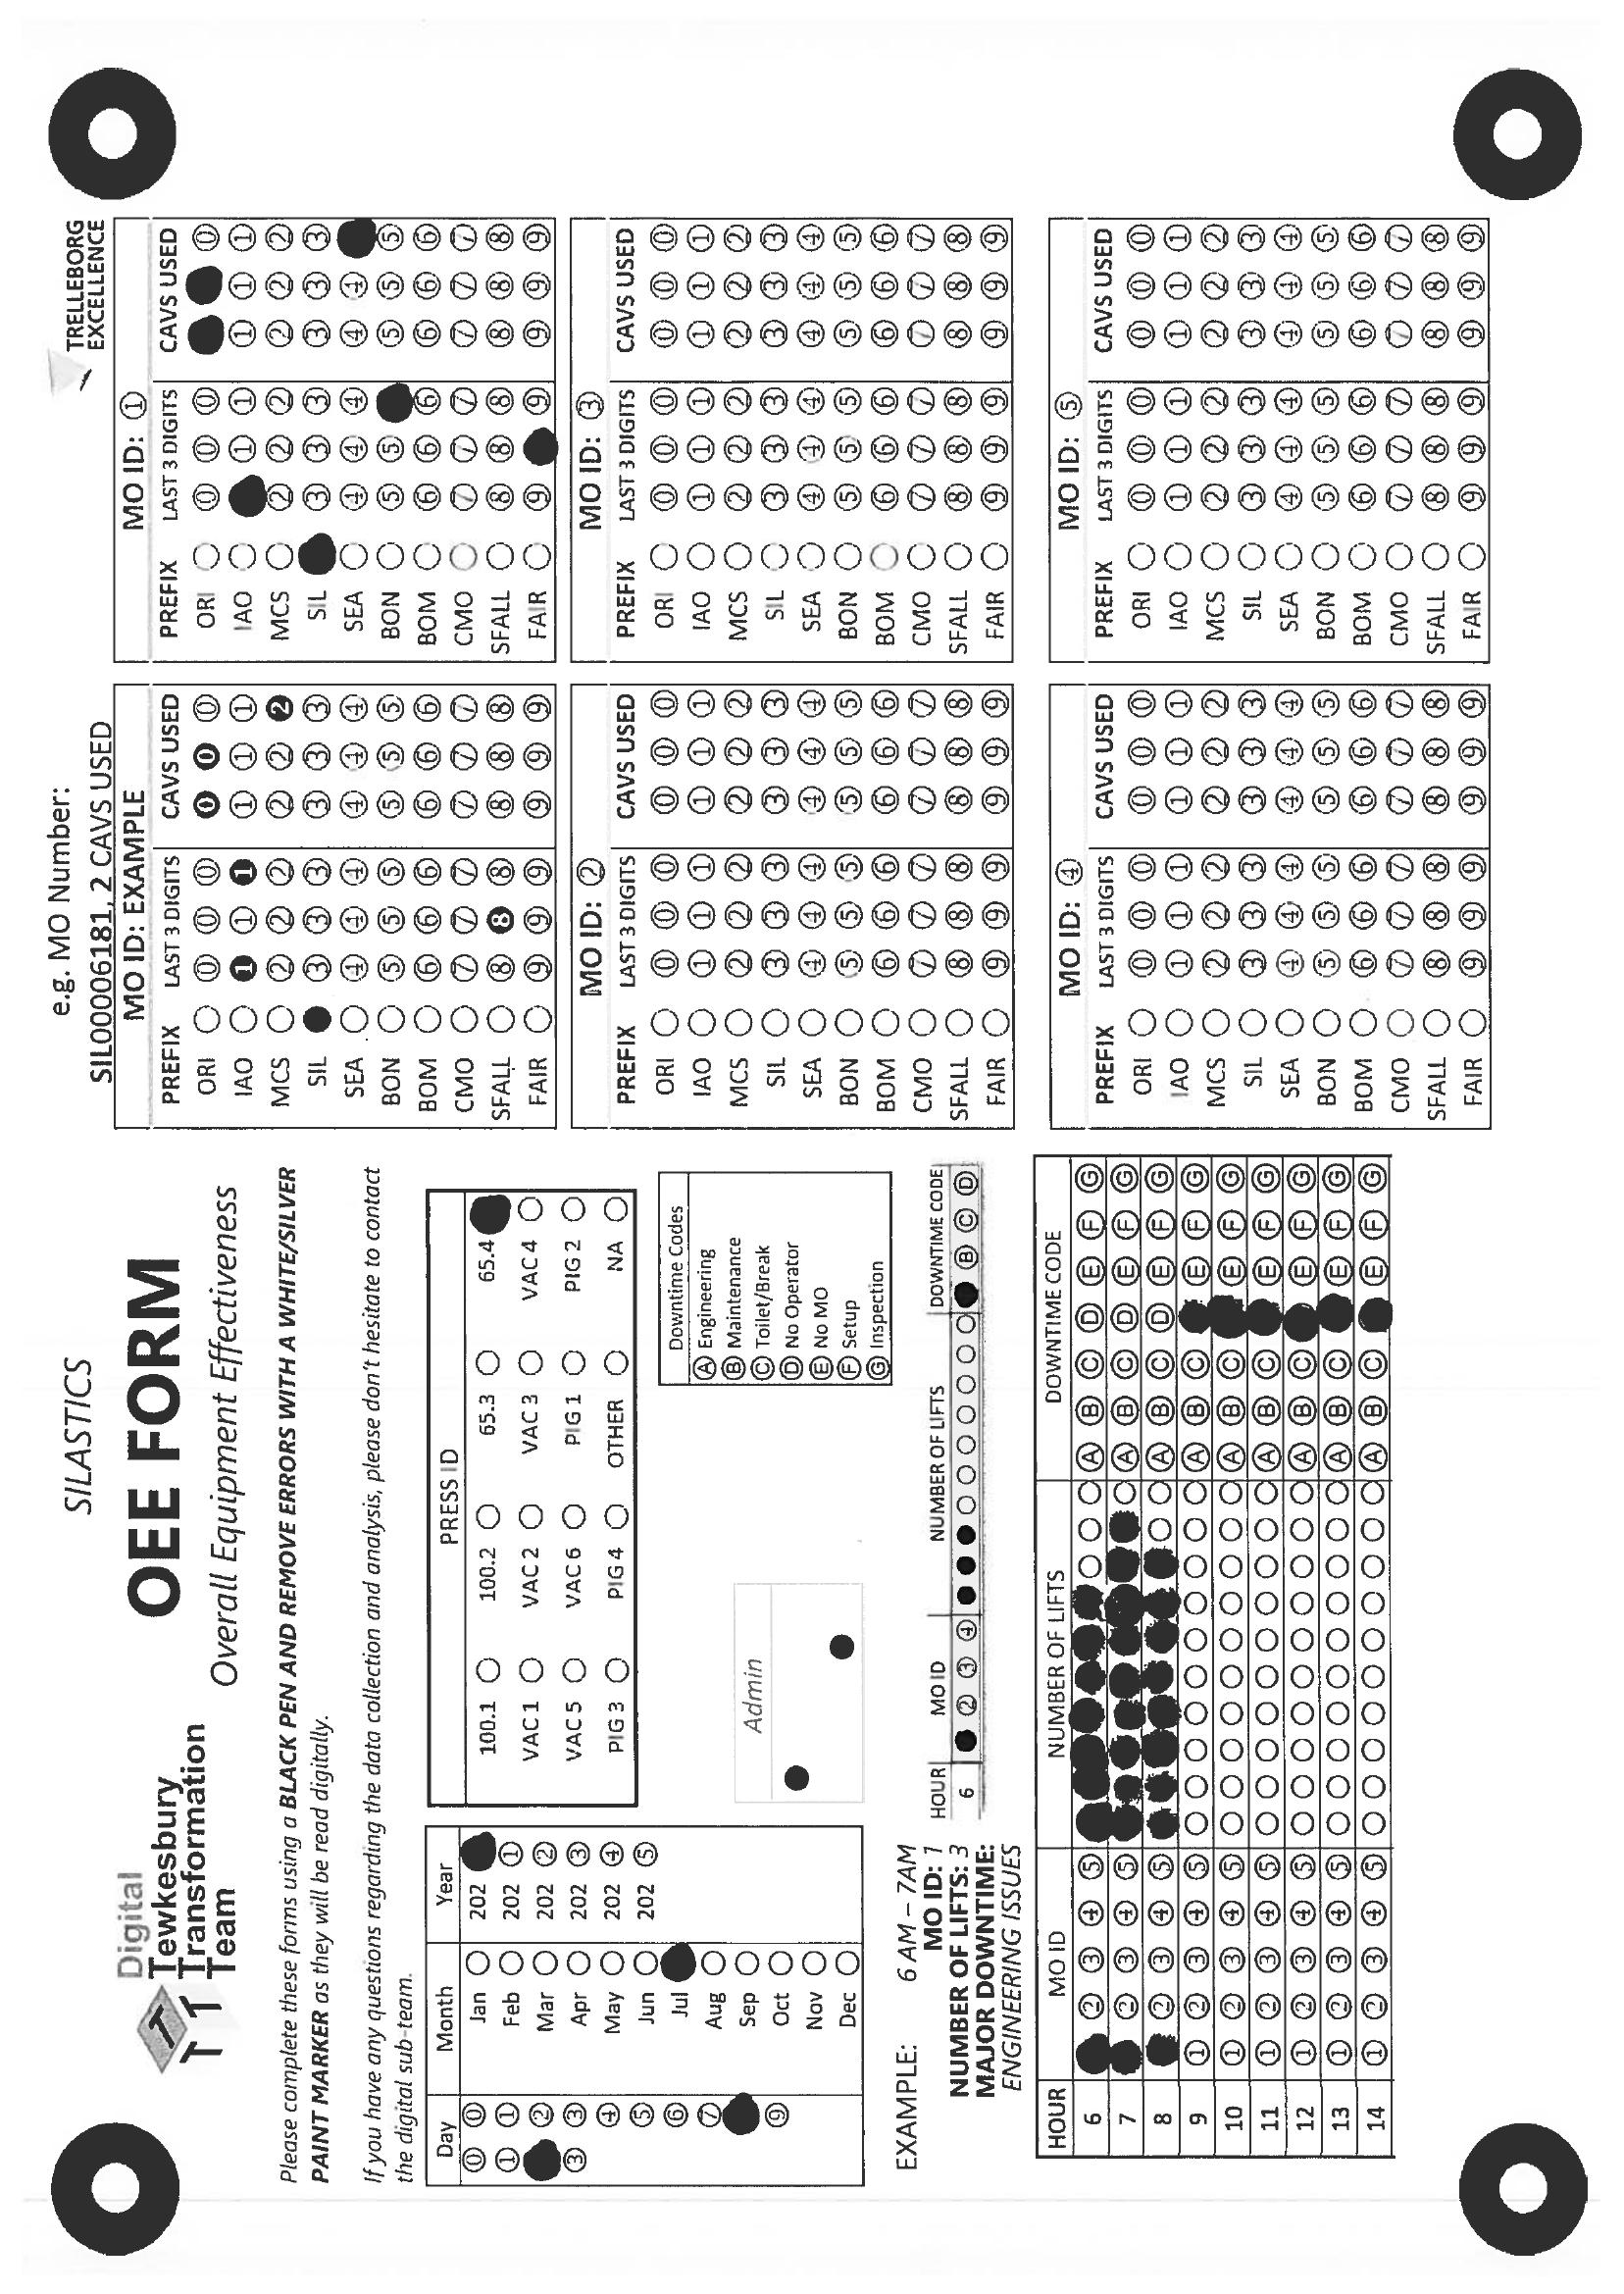 SILASTICS
Digital
Tewkesbury
Transformation
Team
T
T T
OEE FORM
Overall Equipment Effectiveness
Please complete these forms using a BLACK PEN AND REMOVE ERRORS WITH A WHITE/SILVER
PAINT MARKER as they will be read digitally.
If you have any questions regarding the data collection and analysis, please don't hesitate to contact
the digital sub-team.
Day Month Year
0 0 Jan 202
1 1 Feb 202 1
2 Mar 202 2
3 3 Apr 202 3
4 May 202 4
5 Jun 202 5
6 Jul
7 Aug
Sep
9 Oct
Nov
Dec
PRESS ID
100.1 100.2 65.3 65.4
VAC 1 VAC 2 VAC 3 VAC 4
VAC 5 VAC 6 PIG 1 PIG 2
PIG 3 PIG 4 OTHER NA
Admin
Downtime Codes
A Engineering
B Maintenance
C Toilet/Break
D No Operator
E No MO
F Setup
G Inspection
EXAMPLE: 6 AM – 7AM
MO ID: 1
NUMBER OF LIFTS: 3
MAJOR DOWNTIME:
ENGINEERING ISSUES
HOUR MO ID NUMBER OF LIFTS DOWNTIME CODE
6 2 3 4 B C D
HOUR MO ID NUMBER OF LIFTS DOWNTIME CODE
6 2 3 4 5 A B C D E F G
7 2 3 4 5 A B C D E F G
8 2 3 4 5 A B C D E F G
9 1 2 3 4 5 A B C E F G
10 1 2 3 4 5 A B C E F G
11 1 2 3 4 5 A B C E F G
12 1 2 3 4 5 A B C E F G
13 1 2 3 4 5 A B C E F G
14 1 2 3 4 5 A B C E F G
e.g. MO Number:
SIL00006181, 2 CAVS USED
TRELLEBORG
EXCELLENCE
MO ID: EXAMPLE
PREFIX LAST 3 DIGITS CAVS USED
ORI 0 0 0 0 0 0
IAO 1 1 1 1 1 1
MCS 2 2 2 2 2 2
SIL 3 3 3 3 3 3
SEA 4 4 4 4 4 4
BON 5 5 5 5 5 5
BOM 6 6 6 6 6 6
CMO 7 7 7 7 7 7
SFALL 8 8 8 8 8 8
FAIR 9 9 9 9 9 9
MO ID: 1
PREFIX LAST 3 DIGITS CAVS USED
ORI 0 0 0 0
IAO 1 1 1 1 1
MCS 2 2 2 2 2 2
SIL 3 3 3 3 3 3
SEA 4 4 4 4 4
BON 5 5 5 5 5
BOM 6 6 6 6 6 6
CMO 7 7 7 7 7 7
SFALL 8 8 8 8 8 8
FAIR 9 9 9 9 9
MO ID: 2
PREFIX LAST 3 DIGITS CAVS USED
ORI 0 0 0 0 0 0
IAO 1 1 1 1 1 1
MCS 2 2 2 2 2 2
SIL 3 3 3 3 3 3
SEA 4 4 4 4 4 4
BON 5 5 5 5 5 5
BOM 6 6 6 6 6 6
CMO 7 7 7 7 7 7
SFALL 8 8 8 8 8 8
FAIR 9 9 9 9 9 9
MO ID: 3
PREFIX LAST 3 DIGITS CAVS USED
ORI 0 0 0 0 0 0
IAO 1 1 1 1 1 1
MCS 2 2 2 2 2 2
SIL 3 3 3 3 3 3
SEA 4 4 4 4 4 4
BON 5 5 5 5 5 5
BOM 6 6 6 6 6 6
CMO 7 7 7 7 7 7
SFALL 8 8 8 8 8 8
FAIR 9 9 9 9 9 9
MO ID: 4
PREFIX LAST 3 DIGITS CAVS USED
ORI 0 0 0 0 0 0
IAO 1 1 1 1 1 1
MCS 2 2 2 2 2 2
SIL 3 3 3 3 3 3
SEA 4 4 4 4 4 4
BON 5 5 5 5 5 5
BOM 6 6 6 6 6 6
CMO 7 7 7 7 7 7
SFALL 8 8 8 8 8 8
FAIR 9 9 9 9 9 9
MO ID: 5
PREFIX LAST 3 DIGITS CAVS USED
ORI 0 0 0 0 0 0
IAO 1 1 1 1 1 1
MCS 2 2 2 2 2 2
SIL 3 3 3 3 3 3
SEA 4 4 4 4 4 4
BON 5 5 5 5 5 5
BOM 6 6 6 6 6 6
CMO 7 7 7 7 7 7
SFALL 8 8 8 8 8 8
FAIR 9 9 9 9 9 9